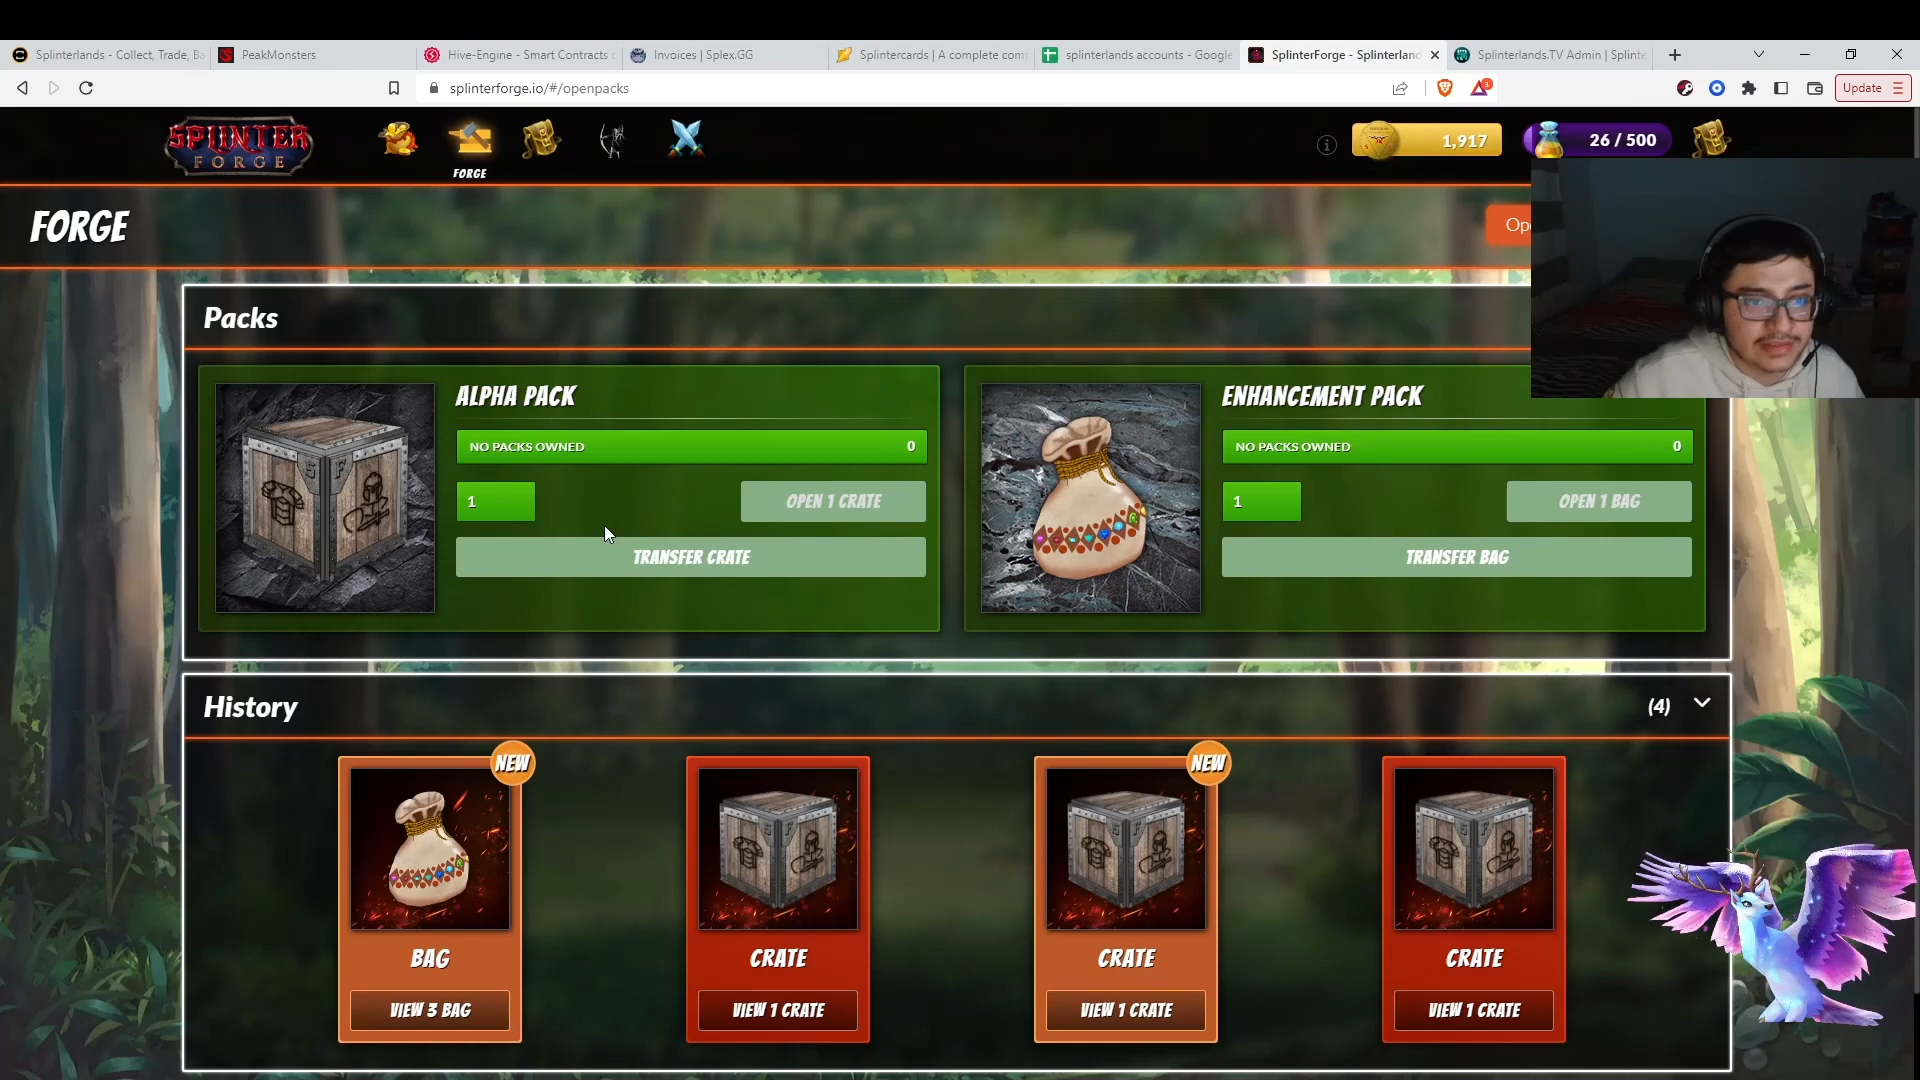 Splinterlands - Collect, Trade, Ba
PeakMonsters
Hive-Engine - Smart Contracts o
Invoices | Splex.GG
Splintercards | A complete com
splinterlands accounts - Google
SplinterForge - Splinterland
Splinterlands.TV Admin | Splinte
splinterforge.io/#/openpacks
3
Update
SPLINTER
FORGE
FORGE
1,917
26 / 500
FORGE
Packs
ALPHA PACK
NO PACKS OWNED 0
1
OPEN 1 CRATE
TRANSFER CRATE
ENHANCEMENT PACK
NO PACKS OWNED 0
1
OPEN 1 BAG
TRANSFER BAG
History
(4)
NEW
BAG
VIEW 3 BAG
CRATE
VIEW 1 CRATE
NEW
CRATE
VIEW 1 CRATE
CRATE
VIEW 1 CRATE